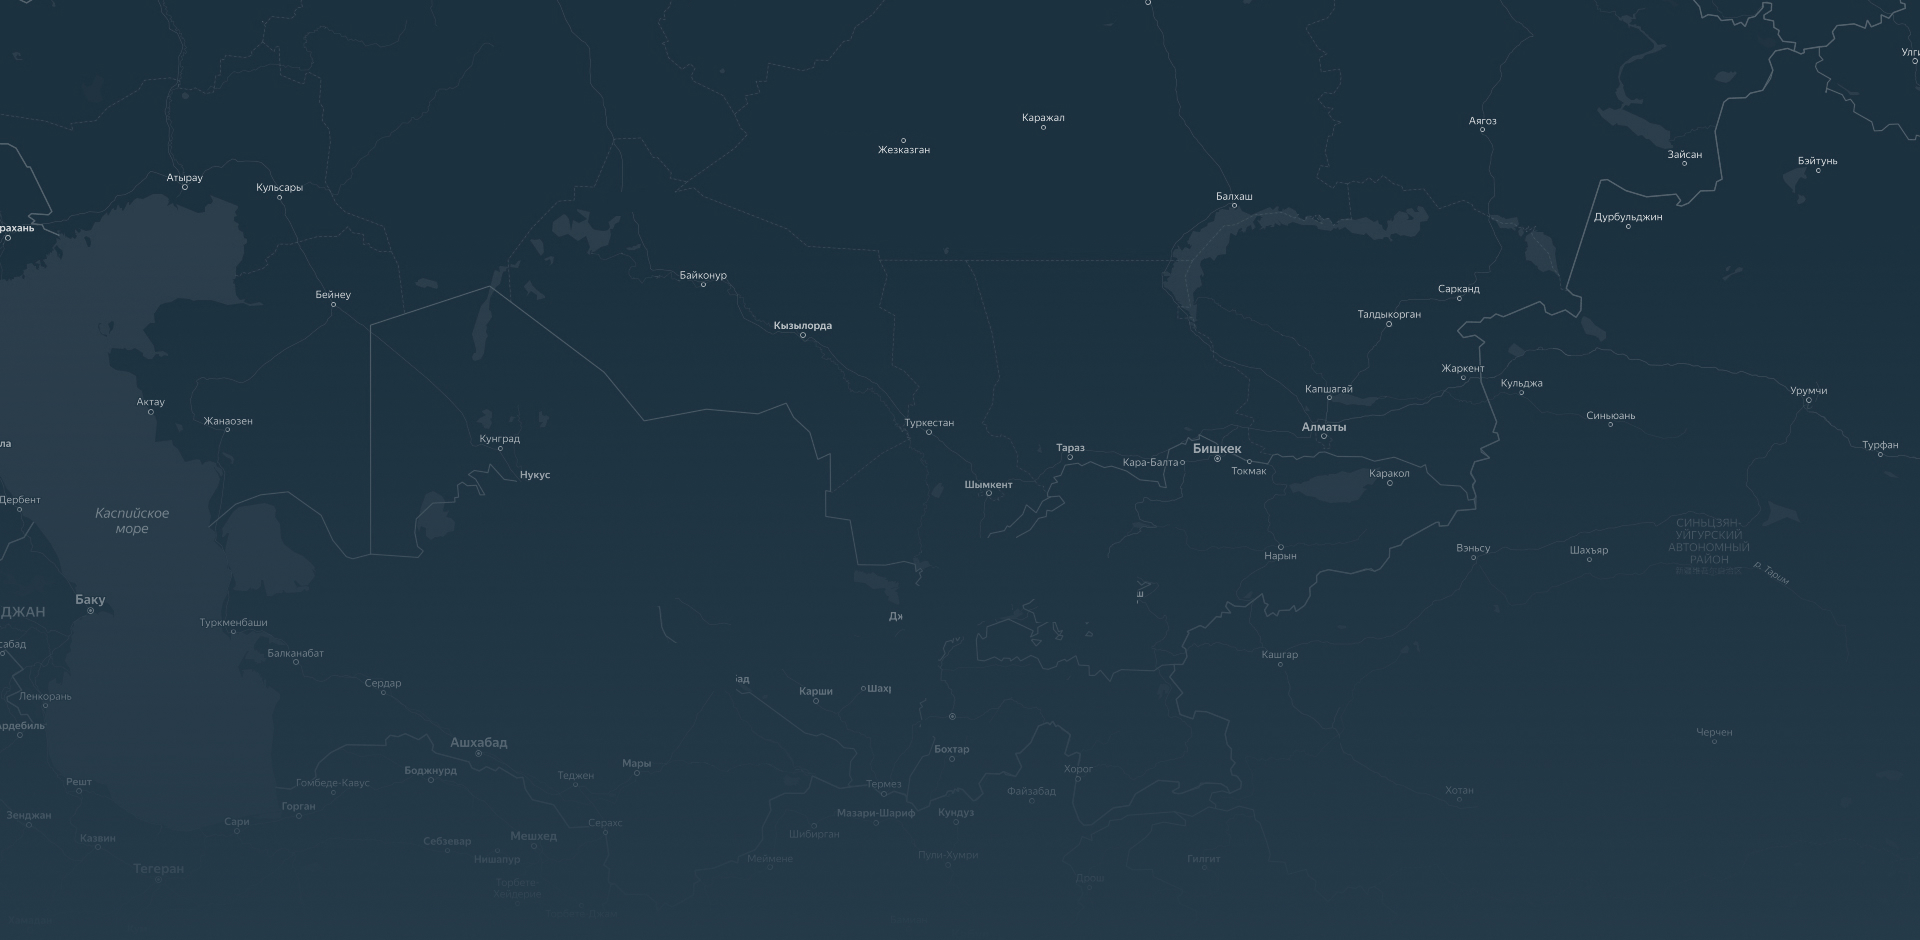 Улги
Каражал
Аягоз
Жезказган
Зайсан
Бэйтунь
Атырау
Кульсары
Балхаш
Дурбульджин
рахань
Байконур
Сарканд
Бейнеу
Талдыкорган
Кызылорда
Жаркент
Кульджа
Капшагай
Урумчи
Актау
Жанаозен
Туркестан
Алматы
Синьюань
Кунград
ла
Тараз
Бишкек
Турфан
Кара-Балта
Токмак
Нукус
Каракол
Шымкент
Дербент
Каспийское
море
СИНЬЦЗЯН-
УЙГУРСКИЙ
АВТОНОМНЫЙ
РАЙОН
Нарын
Вэньсу
Шахъяр
р. Тарим
Баку
ДЖАН
Дж
Туркменбаши
сабад
Балканабат
Кашгар
Сердар
бад
Карши
Шахр
Ленкорань
Ардебиль
Черчен
Ашхабад
Бохтар
Боджнурд
Теджен
Мары
Хорог
Решт
Гомбеде-Кавус
Термез
Файзабад
Хотан
Горган
Зенджан
Сари
Серахс
Мазари-Шариф
Кундуз
Казвин
Себзевар
Мешхед
Шибирган
Нишапур
Меймене
Пули-Хумри
Гилгит
Тегеран
Торбете-
Хейдерие
Дрош